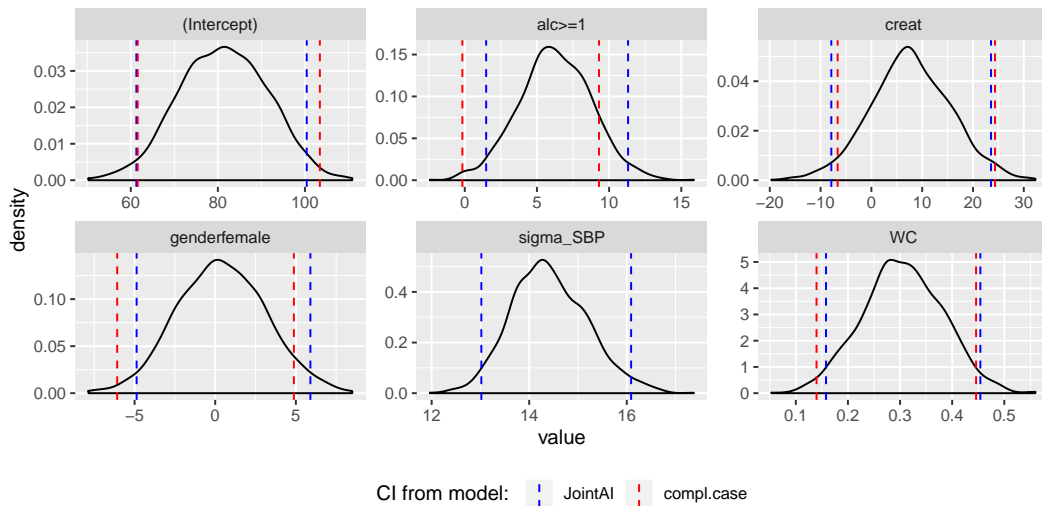 (Intercept) alc>=1 creat
0.03 0.15 0.04
0.02 0.10
0.01 0.05 0.02
0.00 0.00 0.00
60 80 100 0 5 10 15 −20 −10 0 10 20 30
density
genderfemale sigma_SBP WC
0.10 0.4 5
4
0.05 0.2 3
2
1
0.00 0.0 0
−5 0 5 12 14 16 0.1 0.2 0.3 0.4 0.5
value
CI from model: JointAI compl.case